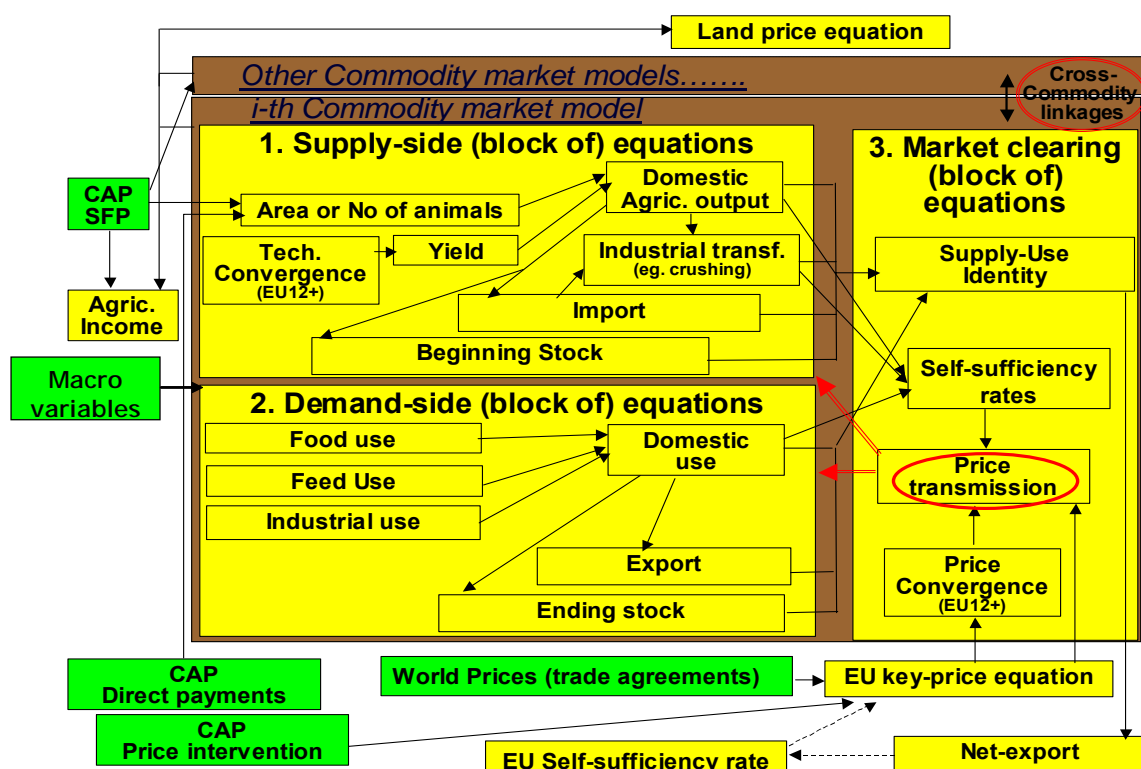 Land price equation
Other Commodity market models.......
Cross-
Commodity
linkages
i-th Commodity market model
1. Supply-side (block of) equations
3. Market clearing
(block of)
equations
CAP
SFP
Area or No of animals
Domestic
Agric. output
Tech.
Convergence
(EU12+)
Yield
Industrial transf.
(eg. crushing)
Supply-Use
Identity
Agric.
Income
Import
Beginning Stock
Macro
variables
Self-sufficiency
rates
2. Demand-side (block of) equations
Food use
Domestic
use
Feed Use
Price
transmission
Industrial use
Export
Price
Convergence
(EU12+)
Ending stock
CAP
Direct payments
World Prices (trade agreements)
EU key-price equation
CAP
Price intervention
EU Self-sufficiency rate
Net-export